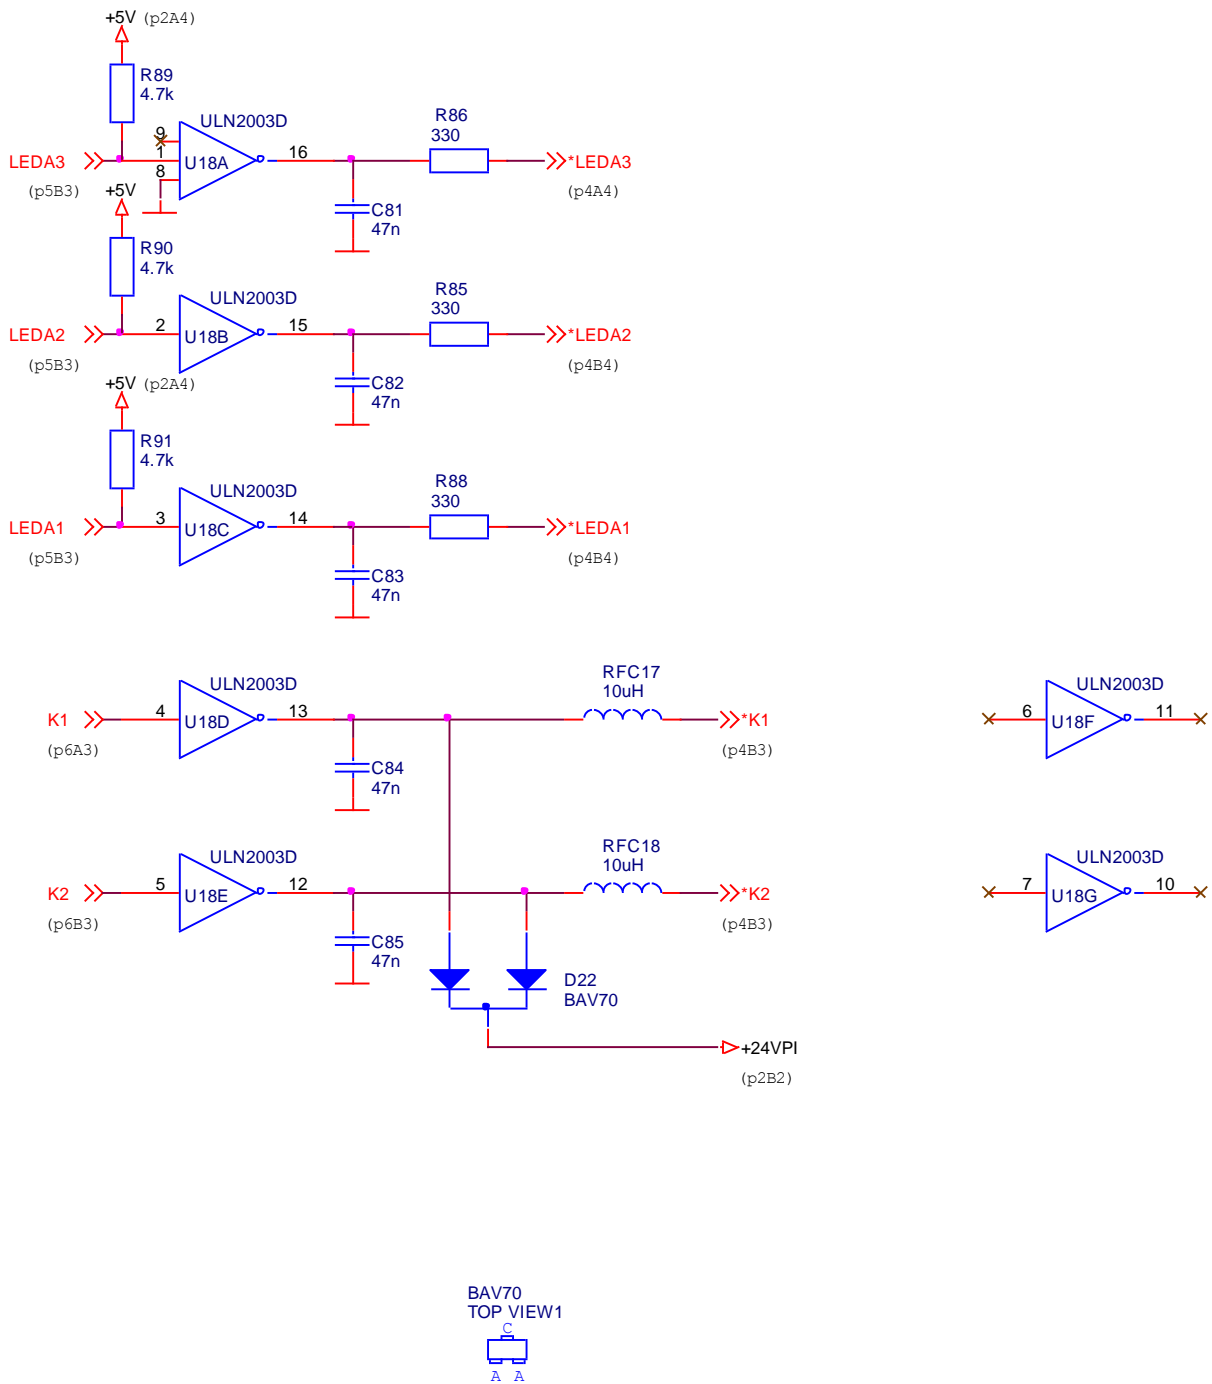 +5V (p2A4)
R89
4.7k
ULN2003D
9
1
8
U18A
16
R86
330
LEDA3
*LEDA3
(p5B3)
(p4A4)
C81
47n
+5V
R90
4.7k
ULN2003D
2
U18B
15
R85
330
LEDA2
*LEDA2
(p5B3)
(p4B4)
C82
47n
+5V (p2A4)
R91
4.7k
ULN2003D
3
U18C
14
R88
330
LEDA1
*LEDA1
(p5B3)
(p4B4)
C83
47n
ULN2003D
K1
4
U18D
13
RFC17
10uH
*K1
(p6A3)
(p4B3)
C84
47n
ULN2003D
6
U18F
11
ULN2003D
K2
5
U18E
12
RFC18
10uH
*K2
(p6B3)
(p4B3)
C85
47n
ULN2003D
7
U18G
10
D22
BAV70
+24VPI
(p2B2)
BAV70
TOP VIEW1
C
A A